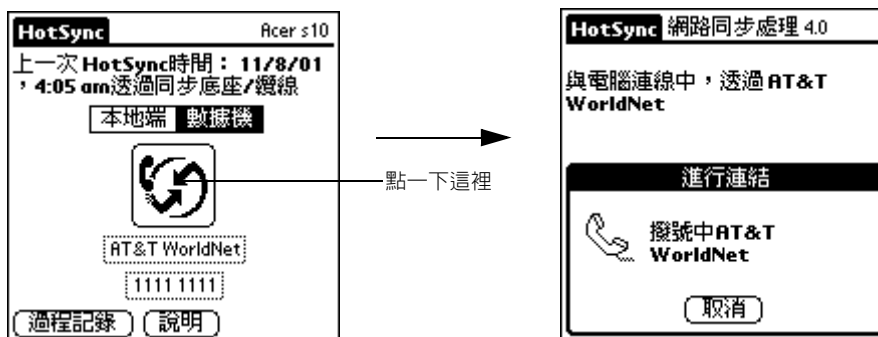 HotSync Acer s10
上一次 HotSync時間： 11/8/01
，4:05 am透過同步底座/纜線
本地端 數據機
點一下這裡
AT&T WorldNet
1111 1111
過程記錄 說明
HotSync 網路同步處理 4.0
與電腦連線中，透過 AT&T
WorldNet
進行連結
撥號中AT&T
WorldNet
取消